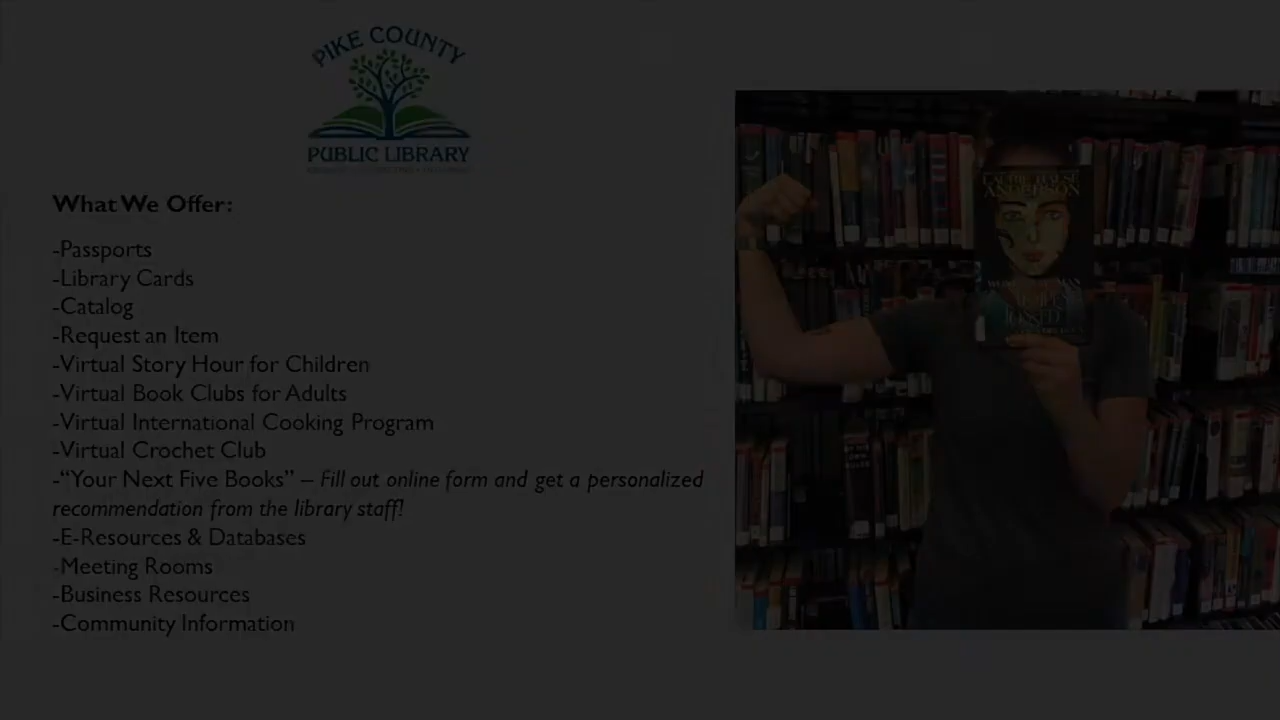 PIKE COUNTY
PUBLIC LIBRARY
What We Offer:
-Passports
-Library Cards
-Catalog
-Request an Item
-Virtual Story Hour for Children
-Virtual Book Clubs for Adults
-Virtual International Cooking Program
-Virtual Crochet Club
-“Your Next Five Books” – Fill out online form and get a personalized
recommendation from the library staff!
-E-Resources & Databases
-Meeting Rooms
-Business Resources
-Community Information
LAURIE HALSE
ANDERSON